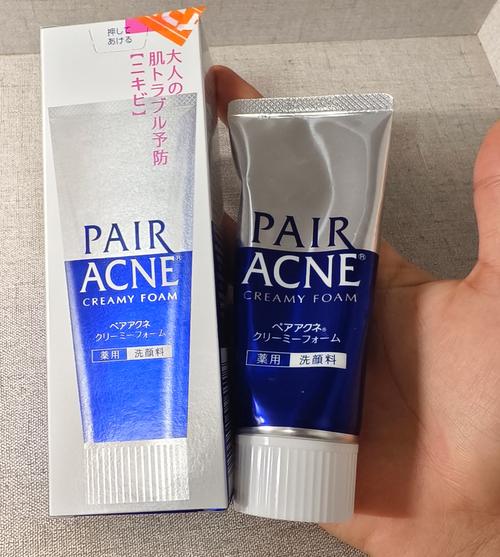 押して
あける
大人の
肌トラブル予防
【ニキビ】
PAIR
ACNE®
CREAMY FOAM
PAIR
ACNE®
CREAMY FOAM
ペアアクネ®
クリーミーフォーム
薬用 洗顔料
ペアアクネ®
クリーミーフォーム
薬用 洗顔料